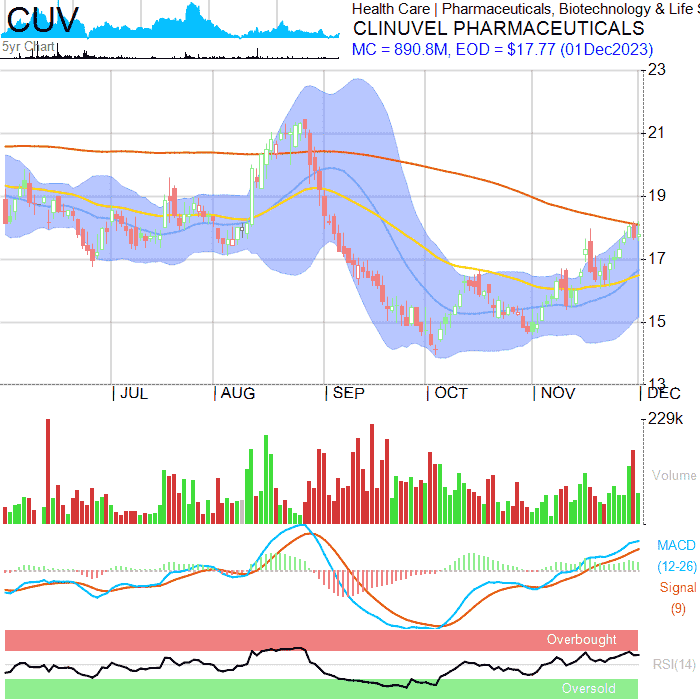 CUV
Health Care | Pharmaceuticals, Biotechnology & Life S
CLINUVEL PHARMACEUTICALS
5yr Chart
MC = 890.8M, EOD = $17.77 (01Dec2023)
23
21
19
17
15
13
JUL AUG SEP OCT NOV DEC
229k
Volume
MACD
(12-26)
Signal
(9)
Overbought
RSI(14)
Oversold